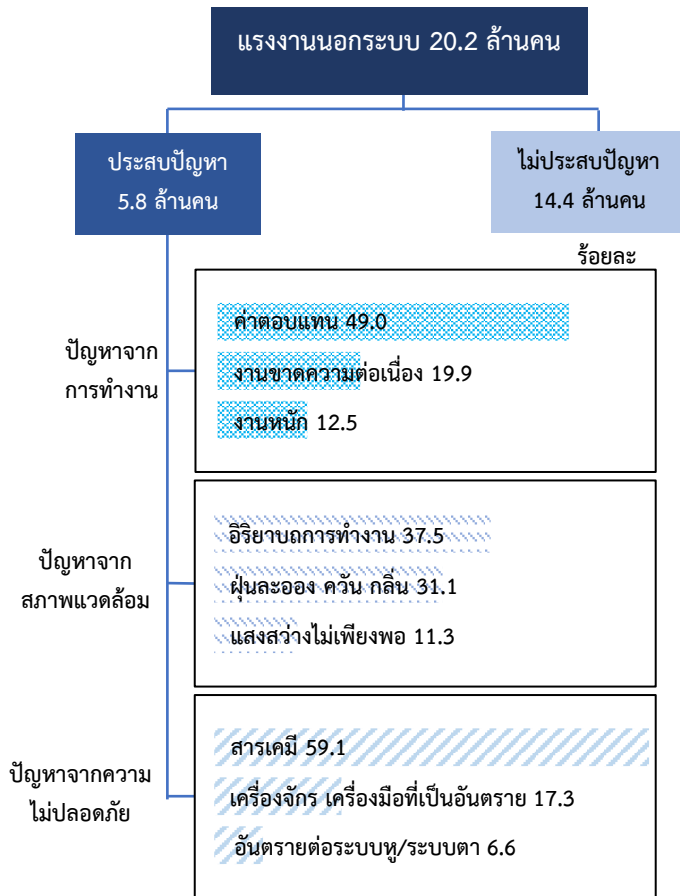 แรงงานนอกระบบ 20.2 ล้านคน
ประสบปัญหา
5.8 ล้านคน
ไม่ประสบปัญหา
14.4 ล้านคน
ร้อยละ
ปัญหาจาก
การทำงาน
ค่าตอบแทน 49.0
งานขาดความต่อเนื่อง 19.9
งานหนัก 12.5
ปัญหาจาก
สภาพแวดล้อม
อิริยาบถการทำงาน 37.5
ฝุ่นละออง ควัน กลิ่น 31.1
แสงสว่างไม่เพียงพอ 11.3
ปัญหาจากความ
ไม่ปลอดภัย
สารเคมี 59.1
เครื่องจักร เครื่องมือที่เป็นอันตราย 17.3
อันตรายต่อระบบหู/ระบบตา 6.6